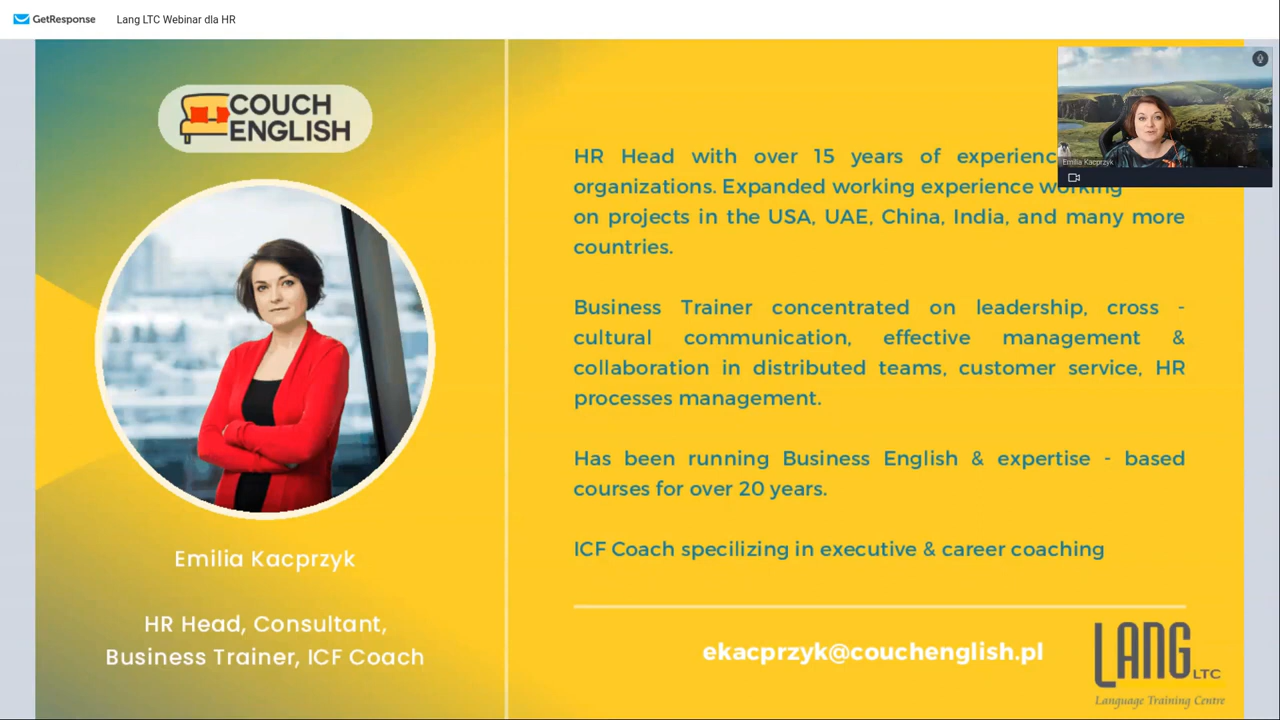 GetResponse
Lang LTC Webinar dla HR
COUCH
ENGLISH
Emilia Kacprzyk
HR Head, Consultant,
Business Trainer, ICF Coach
HR Head with over 15 years of
organizations. Expanded working experience working
on projects in the USA, UAE, China, India, and many more
countries.
Business Trainer concentrated on leadership, cross -
cultural communication, effective management &
collaboration in distributed teams, customer service, HR
processes management.
Has been running Business English & expertise - based
courses for over 20 years.
ICF Coach specilizing in executive & career coaching
ekacprzyk@couchenglish.pl
LANG LTC
Language Training Centre
Emilia Kacprzyk